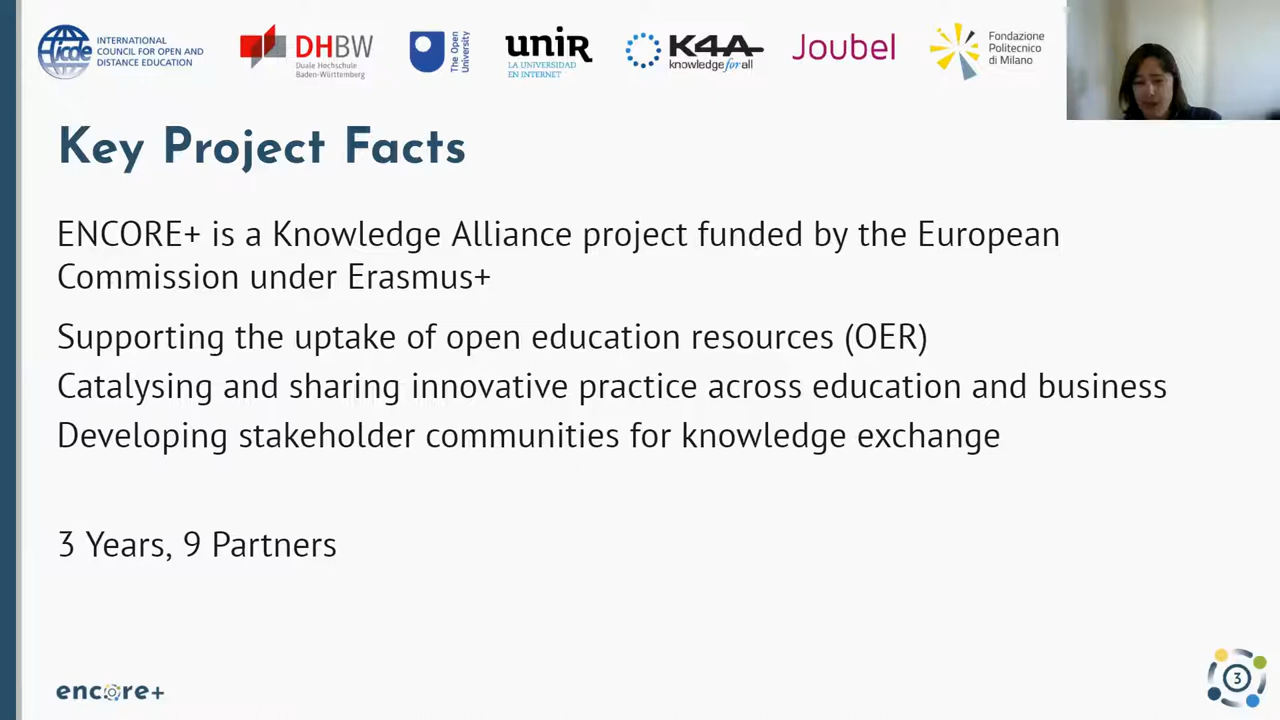 icde
INTERNATIONAL
COUNCIL FOR OPEN AND
DISTANCE EDUCATION
DHBW
Duale Hochschule
Baden-Württemberg
The Open
University
unir
LA UNIVERSIDAD
EN INTERNET
K4A
knowledge for all
Joubel
Fondazione
Politecnico
di Milano
Key Project Facts
ENCORE+ is a Knowledge Alliance project funded by the European
Commission under Erasmus+
Supporting the uptake of open education resources (OER)
Catalysing and sharing innovative practice across education and business
Developing stakeholder communities for knowledge exchange
3 Years, 9 Partners
encore+
3